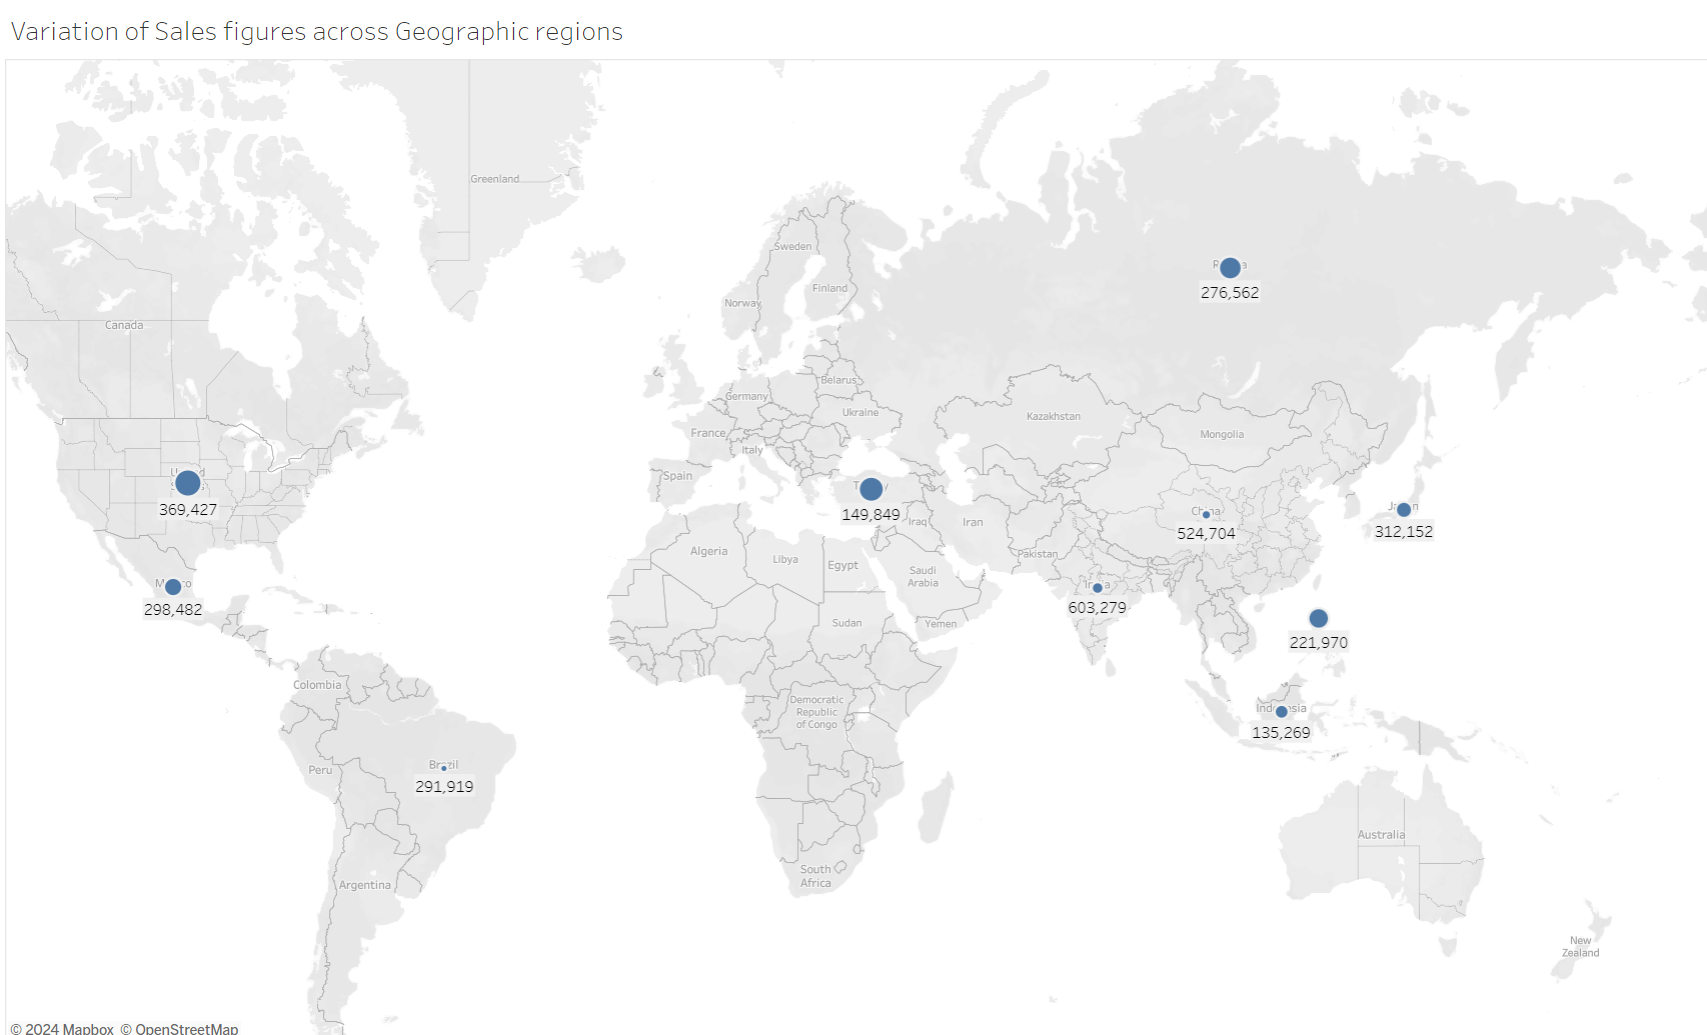 Variation of Sales figures across Geographic regions
Greenland
Sweden
Finland
Norway
276,562
Canada
Belarus
Germany
Ukraine
Kazakhstan
France
Mongolia
Italy
Spain
369,427
149,849
Iraq
Iran
524,704
312,152
Algeria
Libya
Egypt
Pakistan
Saudi
Arabia
298,482
603,279
Sudan
Yemen
221,970
Colombia
Democratic
Republic
of Congo
135,269
Peru
291,919
Australia
South
Africa
Argentina
New
Zealand
© 2024 Mapbox © OpenStreetMap